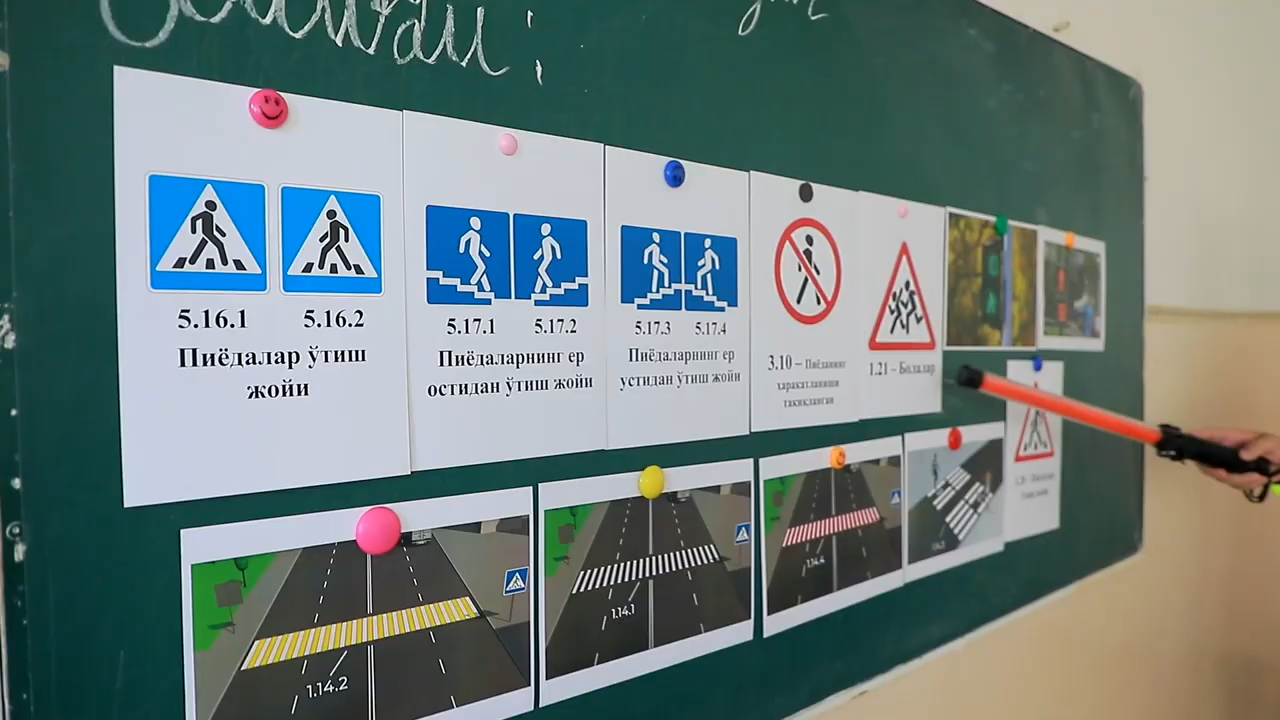 5.16.1 5.16.2
Пиёдалар ўтиш
жойи
5.17.1 5.17.2
Пиёдаларнинг ер
остидан ўтиш жойи
5.17.3 5.17.4
Пиёдаларнинг ер
устидан ўтиш жойи
3.10 – Пиёданинг
ҳаракатланиши
тақиқланган
1.21 – Болалар
1.14.2
1.14.1
1.14.4